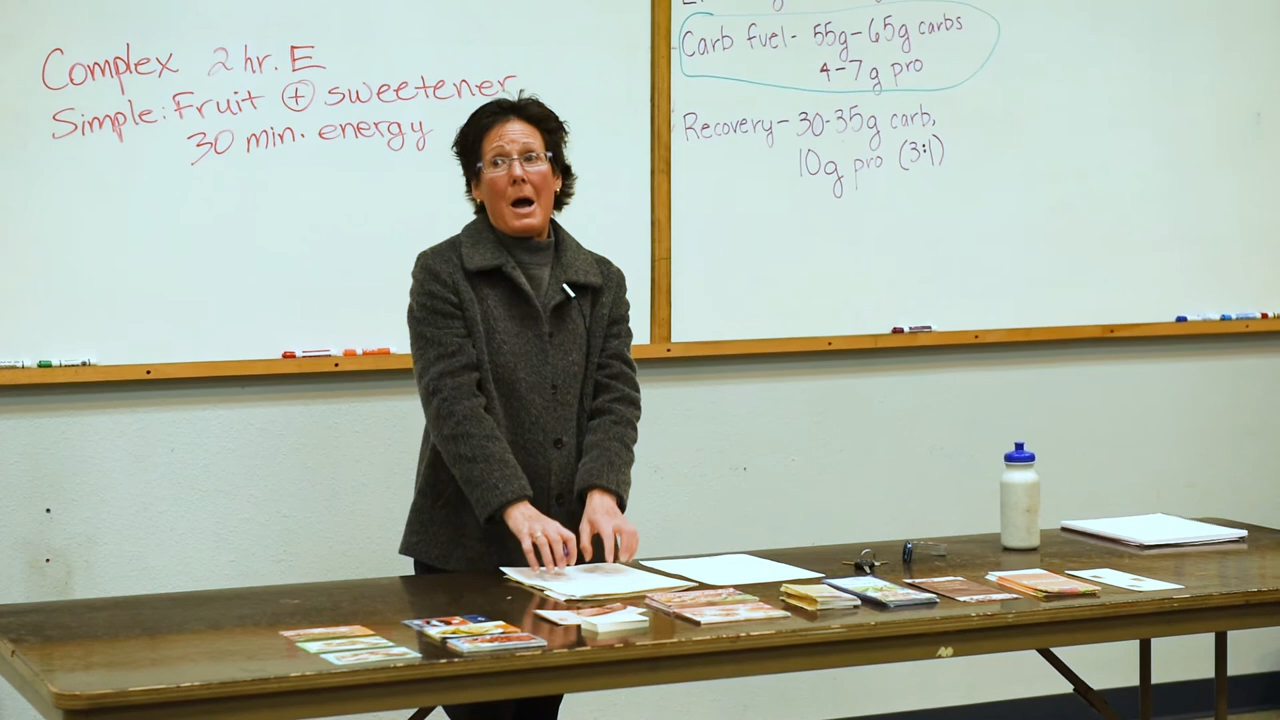 Complex 2 hr. E
Simple: Fruit + sweetener
30 min. energy
Carb fuel- 55g-65g carbs
4-7g pro
Recovery- 30-35g carb,
10g pro (3:1)